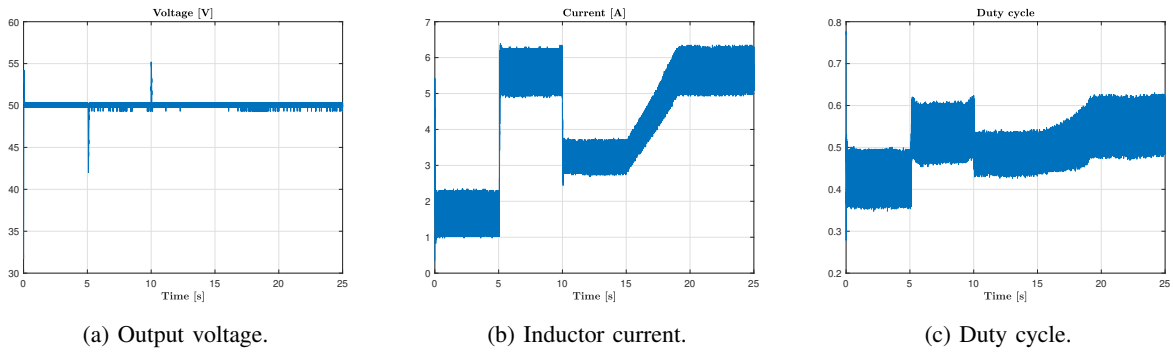 Voltage [V]
60
55
50
45
40
35
30
0 5 10 15 20 25
Time [s]
(a) Output voltage.
Current [A]
7
6
5
4
3
2
1
0
0 5 10 15 20 25
Time [s]
(b) Inductor current.
Duty cycle
0.8
0.7
0.6
0.5
0.4
0.3
0.2
0 5 10 15 20 25
Time [s]
(c) Duty cycle.